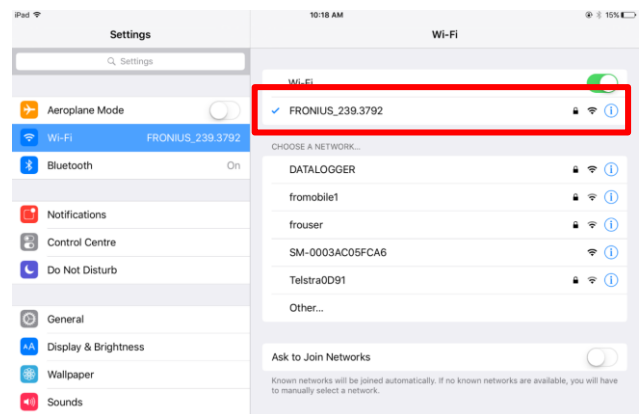 iPad 10:18 AM 15%
Settings
Wi-Fi
Settings
Aeroplane Mode
Wi-Fi FRONIUS_239.3792
Bluetooth On
Notifications
Control Centre
Do Not Disturb
General
Display & Brightness
Wallpaper
Sounds
Wi-Fi
FRONIUS_239.3792
CHOOSE A NETWORK...
DATALOGGER
fromobile1
frouser
SM-0003AC05FCA6
Telstra0D91
Other...
Ask to Join Networks
Known networks will be joined automatically. If no known networks are available, you will have
to manually select a network.